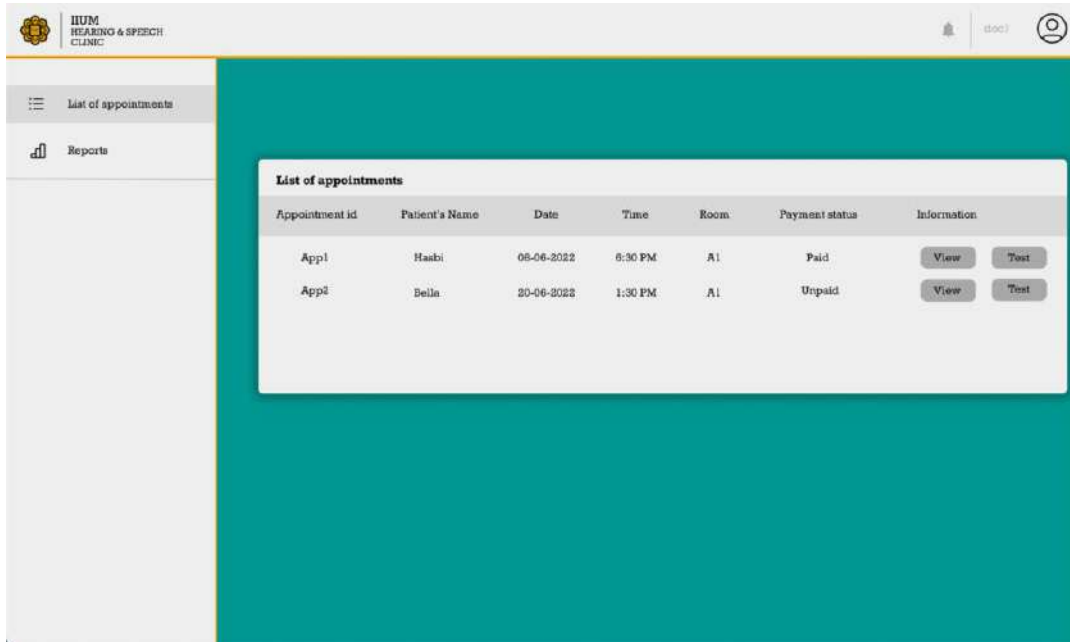 IIUM
HEARING & SPEECH
CLINIC
List of appointments
Reports
List of appointments
Appointment id Patient's Name Date Time Room Payment status Information
App1 Hasbi 06-06-2022 6:30 PM A1 Paid View Test
App2 Bella 20-06-2022 1:30 PM A1 Unpaid View Test